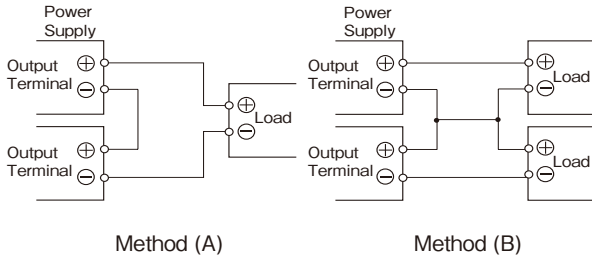 Power
Supply
Output
Terminal
+
−
Output
Terminal
+
−
+
−
Load
Method (A)
Power
Supply
Output
Terminal
+
−
Output
Terminal
+
−
+
−
Load
+
−
Load
Method (B)